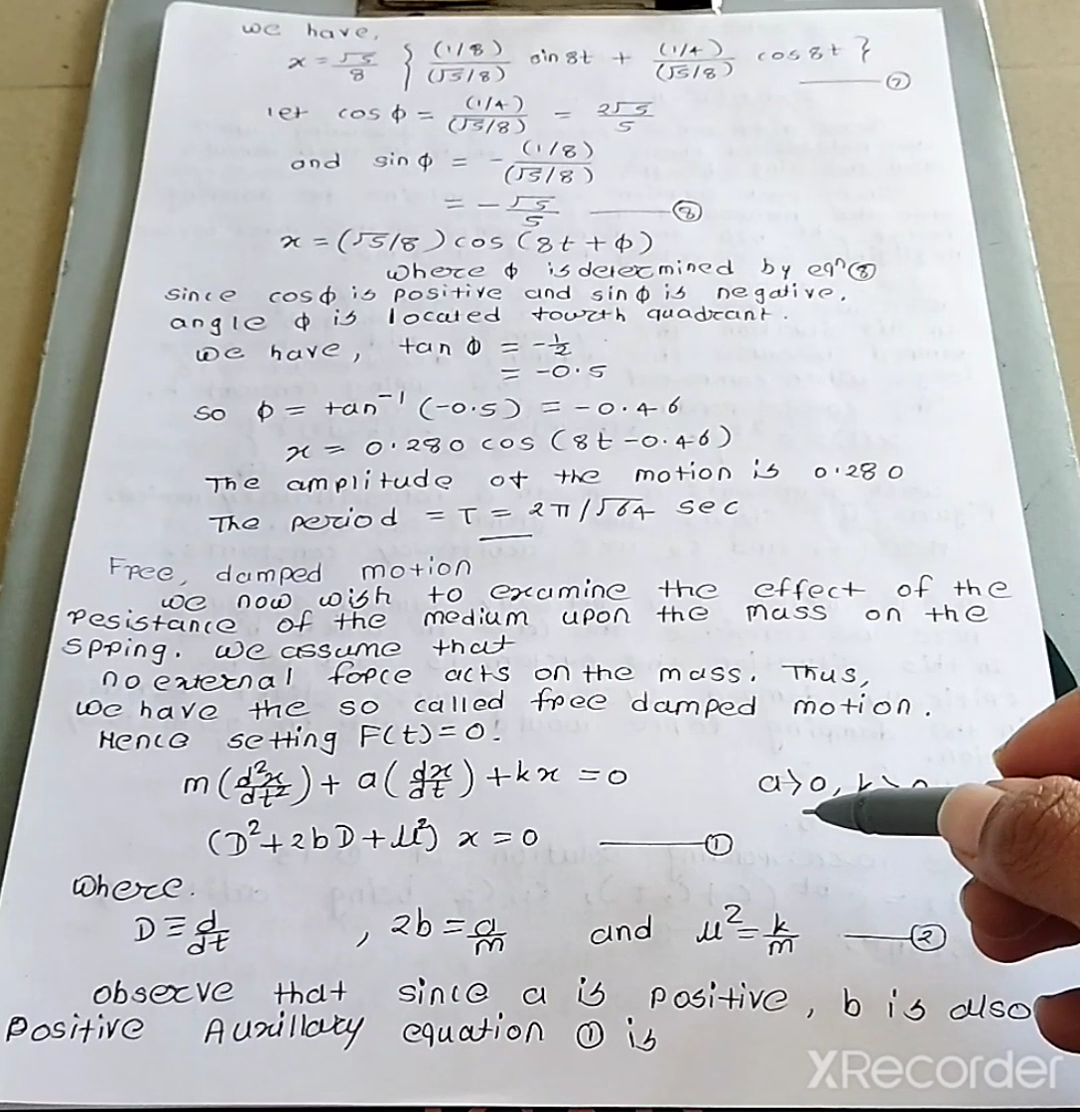 we have,
x = √5/8 { (1/8)/(√5/8) sin 8t + (1/4)/(√5/8) cos 8t } —— ⑦
let cos ϕ = (1/4)/(√5/8) = 2√5/5
and sin ϕ = - (1/8)/(√5/8)
= - √5/5 —— ⑧
x = (√5/8) cos (8t + ϕ)
where ϕ is determined by eqⁿ ⑧
since cosϕ is positive and sinϕ is negative,
angle ϕ is located fourth quadrant.
we have, tan ϕ = -1/2
= -0.5
so ϕ = tan⁻¹ (-0.5) = -0.46
x = 0.280 cos (8t - 0.46)
The amplitude of the motion is 0.280
The period = T = 2π/√64 sec
Free, damped motion
we now wish to examine the effect of the
resistance of the medium upon the mass on the
spring. we assume that
no external force acts on the mass. Thus,
we have the so called free damped motion.
Hence setting F(t)=0:
m(d²x/dt²) + a(dx/dt) + kx = 0 a>0,
(D²+2bD+μ²) x = 0 —— ①
where.
D ≡ d/dt , 2b = a/m and μ² = k/m —— ②
observe that since a is positive, b is also
positive Auxillary equation ① is
XRecorder